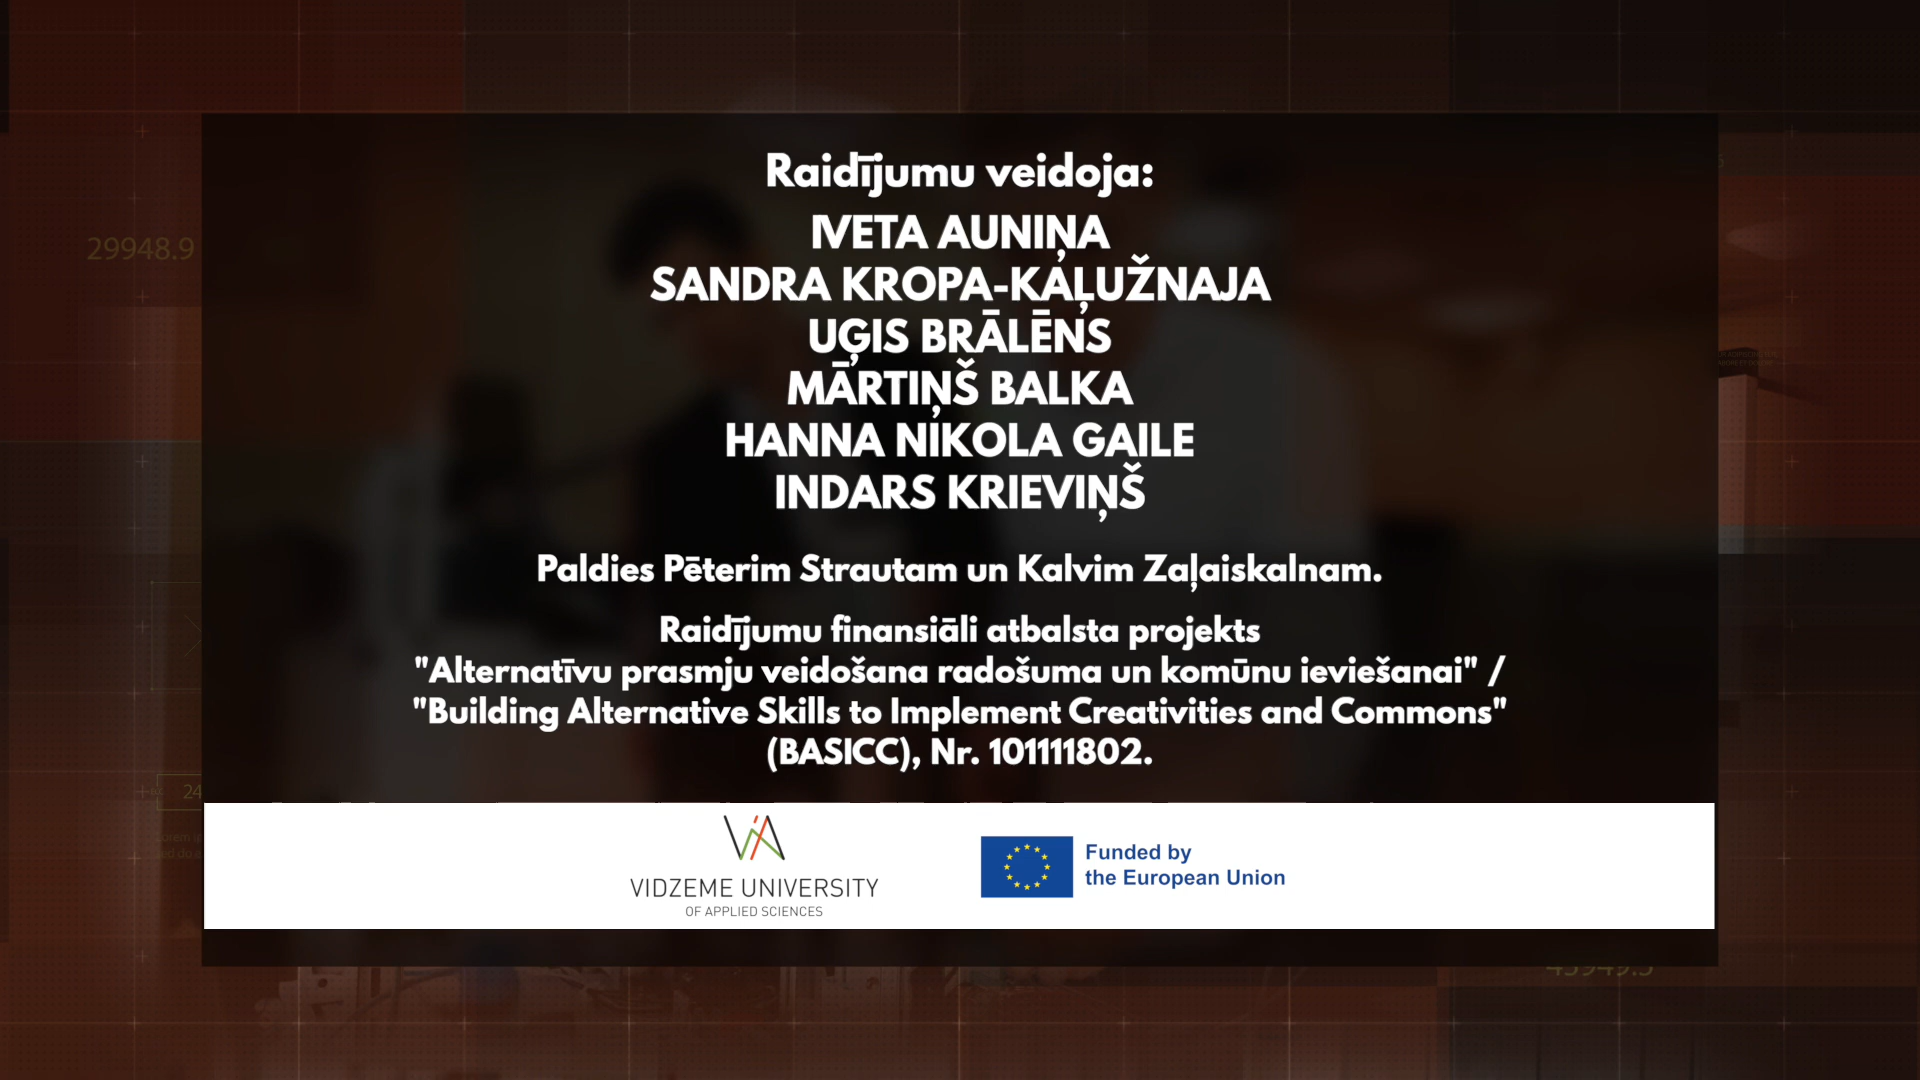 Raidījumu veidoja:
IVETA AUNIŅA
SANDRA KROPA-KAĻUŽNAJA
UĢIS BRĀLĒNS
MĀRTIŅŠ BALKA
HANNA NIKOLA GAILE
INDARS KRIEVIŅŠ
Paldies Pēterim Strautam un Kalvim Zaļaiskalnam.
Raidījumu finansiāli atbalsta projekts
"Alternatīvu prasmju veidošana radošuma un komūnu ieviešanai" /
"Building Alternative Skills to Implement Creativities and Commons"
(BASICC), Nr. 101111802.
VIDZEME UNIVERSITY
OF APPLIED SCIENCES
Funded by
the European Union
29948.9
24